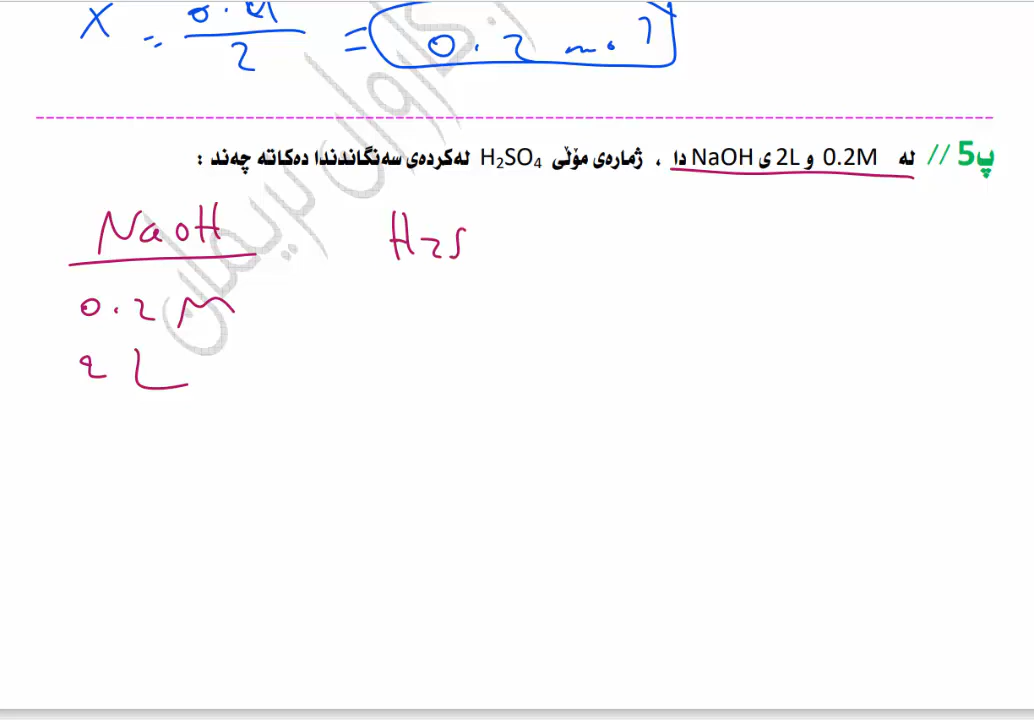 X = 0.4 / 2 = 0.2 mol
پ5 // لە 0.2M و 2L ی NaOH دا ، ژمارەی مۆڵی H₂SO₄ لەکردەی سەنگاندندا دەکاتە چەند :
NaOH H2S
0.2 M
2 L